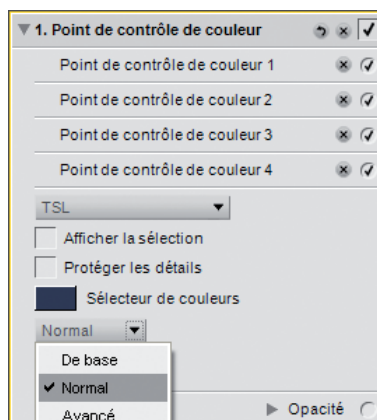 1. Point de contrôle de couleur
Point de contrôle de couleur 1
Point de contrôle de couleur 2
Point de contrôle de couleur 3
Point de contrôle de couleur 4
TSL
Afficher la sélection
Protéger les détails
Sélecteur de couleurs
Normal
De base
Normal
Avancé
Opacité